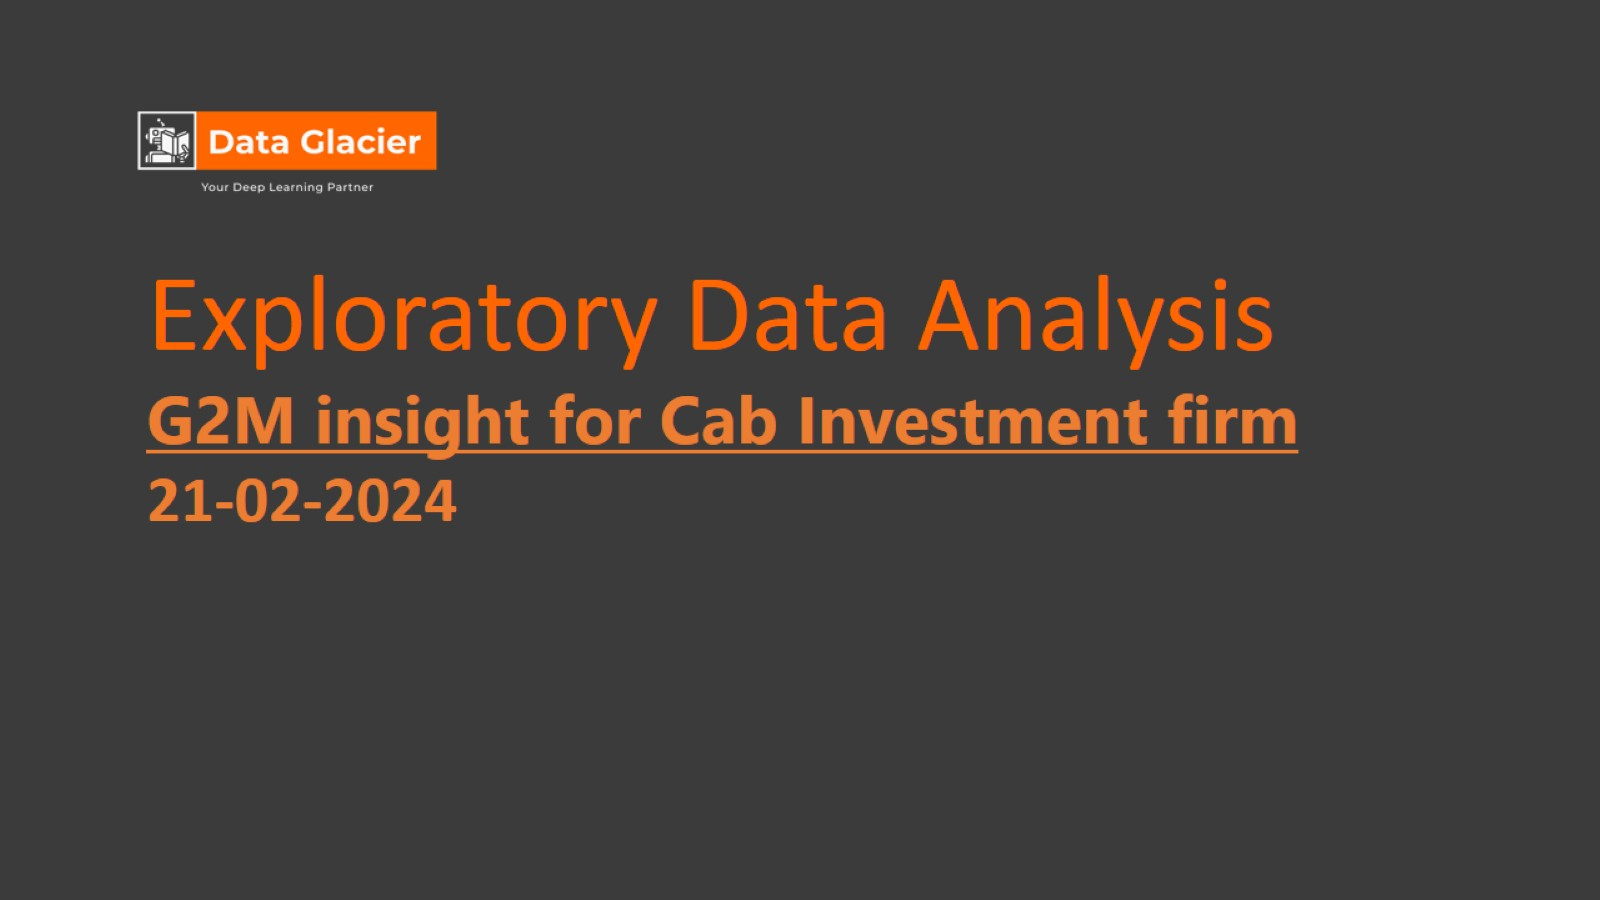 Data Glacier
Your Deep Learning Partner
Exploratory Data Analysis
G2M insight for Cab Investment firm
21-02-2024